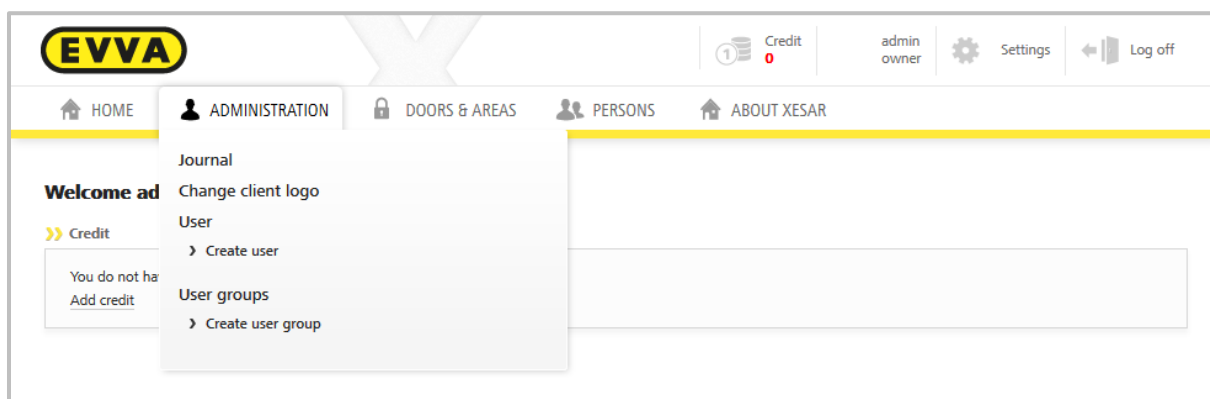 EVVA
1
Credit
0
admin
owner
Settings
Log off
HOME
ADMINISTRATION
DOORS & AREAS
PERSONS
ABOUT XESAR
Journal
Change client logo
User
Create user
User groups
Create user group
Welcome ad
Credit
You do not ha
Add credit